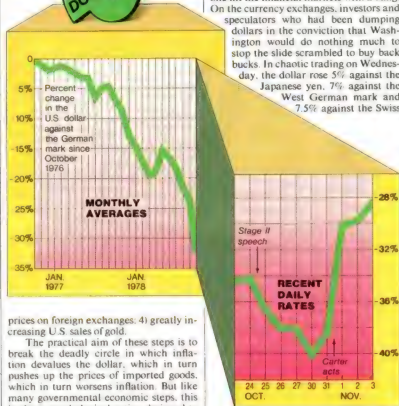 DO
On the currency exchanges, investors and
speculators who had been dumping
dollars in the conviction that Wash-
ington would do nothing much to
stop the slide scrambled to buy back
bucks. In chaotic trading on Wednes-
day, the dollar rose 5% against the
Japanese yen, 7% against the
West German mark and
7.5% against the Swiss
0
5%
10%
-15%
-20%
-25%
-30%
-35%
Percent
change
in the
U.S. dollar
against
the German
mark since
October
1976
MONTHLY
AVERAGES
JAN.
1977
JAN.
1978
-28%
-32%
-36%
-40%
Stage II
speech
RECENT
DAILY
RATES
Carter
acts
24 25 26 27 30 31 1 2 3
OCT. NOV.
prices on foreign exchanges. 4) greatly in-
creasing U.S. sales of gold.
The practical aim of these steps is to
break the deadly circle in which infla-
tion devalues the dollar, which in turn
pushes up the prices of imported goods,
which in turn worsens inflation. But like
many governmental economic steps, this